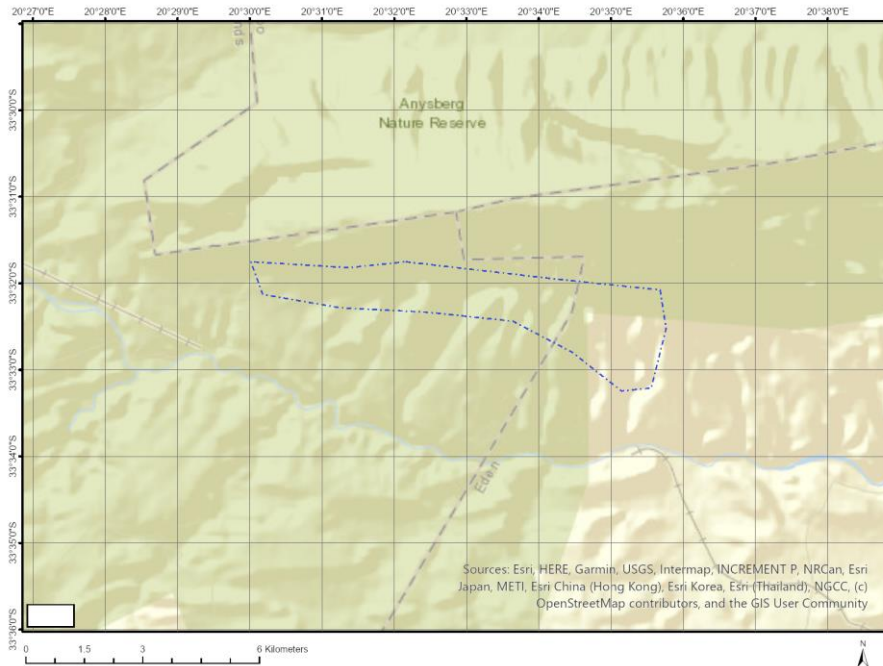 20°27'0"E 20°28'0"E 20°29'0"E 20°30'0"E 20°31'0"E 20°32'0"E 20°33'0"E 20°34'0"E 20°35'0"E 20°36'0"E 20°37'0"E 20°38'0"E
Anysberg
Nature Reserve
33°30'0"S
33°31'0"S
33°32'0"S
33°33'0"S
33°34'0"S
Eden
33°35'0"S
33°36'0"S
Sources: Esri, HERE, Garmin, USGS, Intermap, INCREMENT P, NRCan, Esri
Japan, METI, Esri China (Hong Kong), Esri Korea, Esri (Thailand), NGCC, (c)
OpenStreetMap contributors, and the GIS User Community
0 1.5 3 6 Kilometers
N